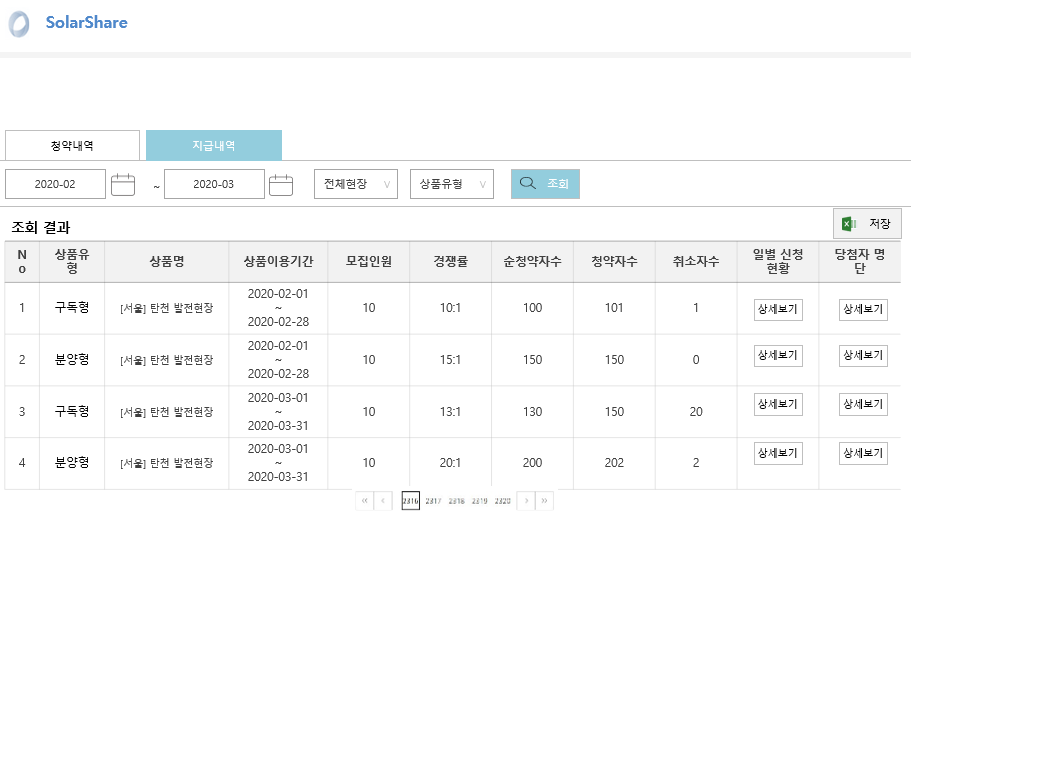 SolarShare
청약내역 지급내역
2020-02 ~ 2020-03 전체현장 ∨ 상품유형 ∨ 조회
조회 결과 저장
No 상품유형 상품명 상품이용기간 모집인원 경쟁률 순청약자수 청약자수 취소자수 일별 신청 현황 당첨자 명단
1 구독형 [서울] 탄천 발전현장 2020-02-01 ~ 2020-02-28 10 10:1 100 101 1 상세보기 상세보기
2 분양형 [서울] 탄천 발전현장 2020-02-01 ~ 2020-02-28 10 15:1 150 150 0 상세보기 상세보기
3 구독형 [서울] 탄천 발전현장 2020-03-01 ~ 2020-03-31 10 13:1 130 150 20 상세보기 상세보기
4 분양형 [서울] 탄천 발전현장 2020-03-01 ~ 2020-03-31 10 20:1 200 202 2 상세보기 상세보기
« ‹ 2316 2317 2318 2319 2320 › »